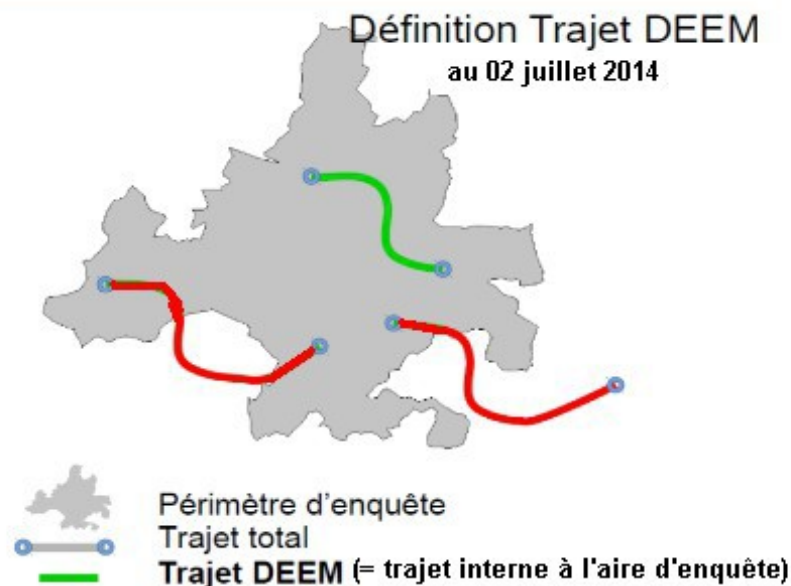 Définition Trajet DEEM
au 02 juillet 2014
Périmètre d'enquête
Trajet total
Trajet DEEM (= trajet interne à l'aire d'enquête)